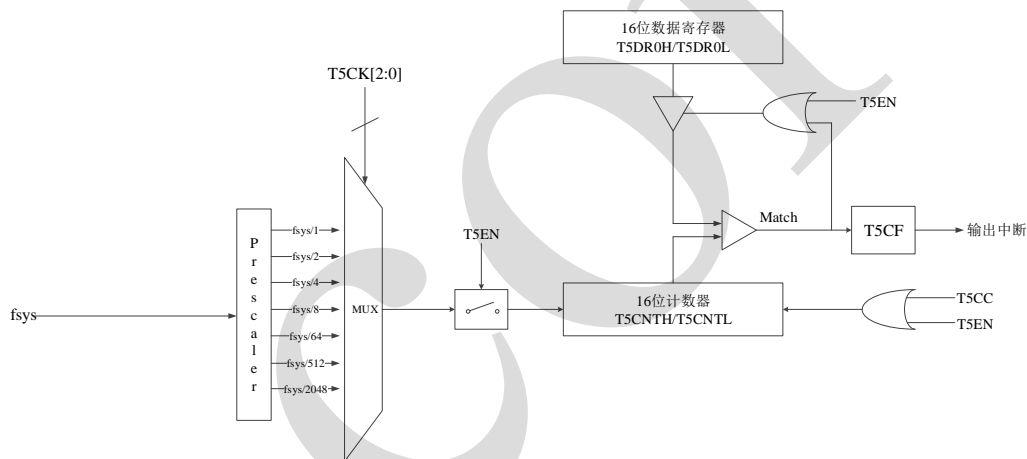 16位数据寄存器
T5DR0H/T5DR0L
T5CK[2:0]
T5EN
Match
T5CF
输出中断
T5EN
fsys
Prescaler
fsys/1
fsys/2
fsys/4
fsys/8
fsys/64
fsys/512
fsys/2048
MUX
16位计数器
T5CNTH/T5CNTL
T5CC
T5EN